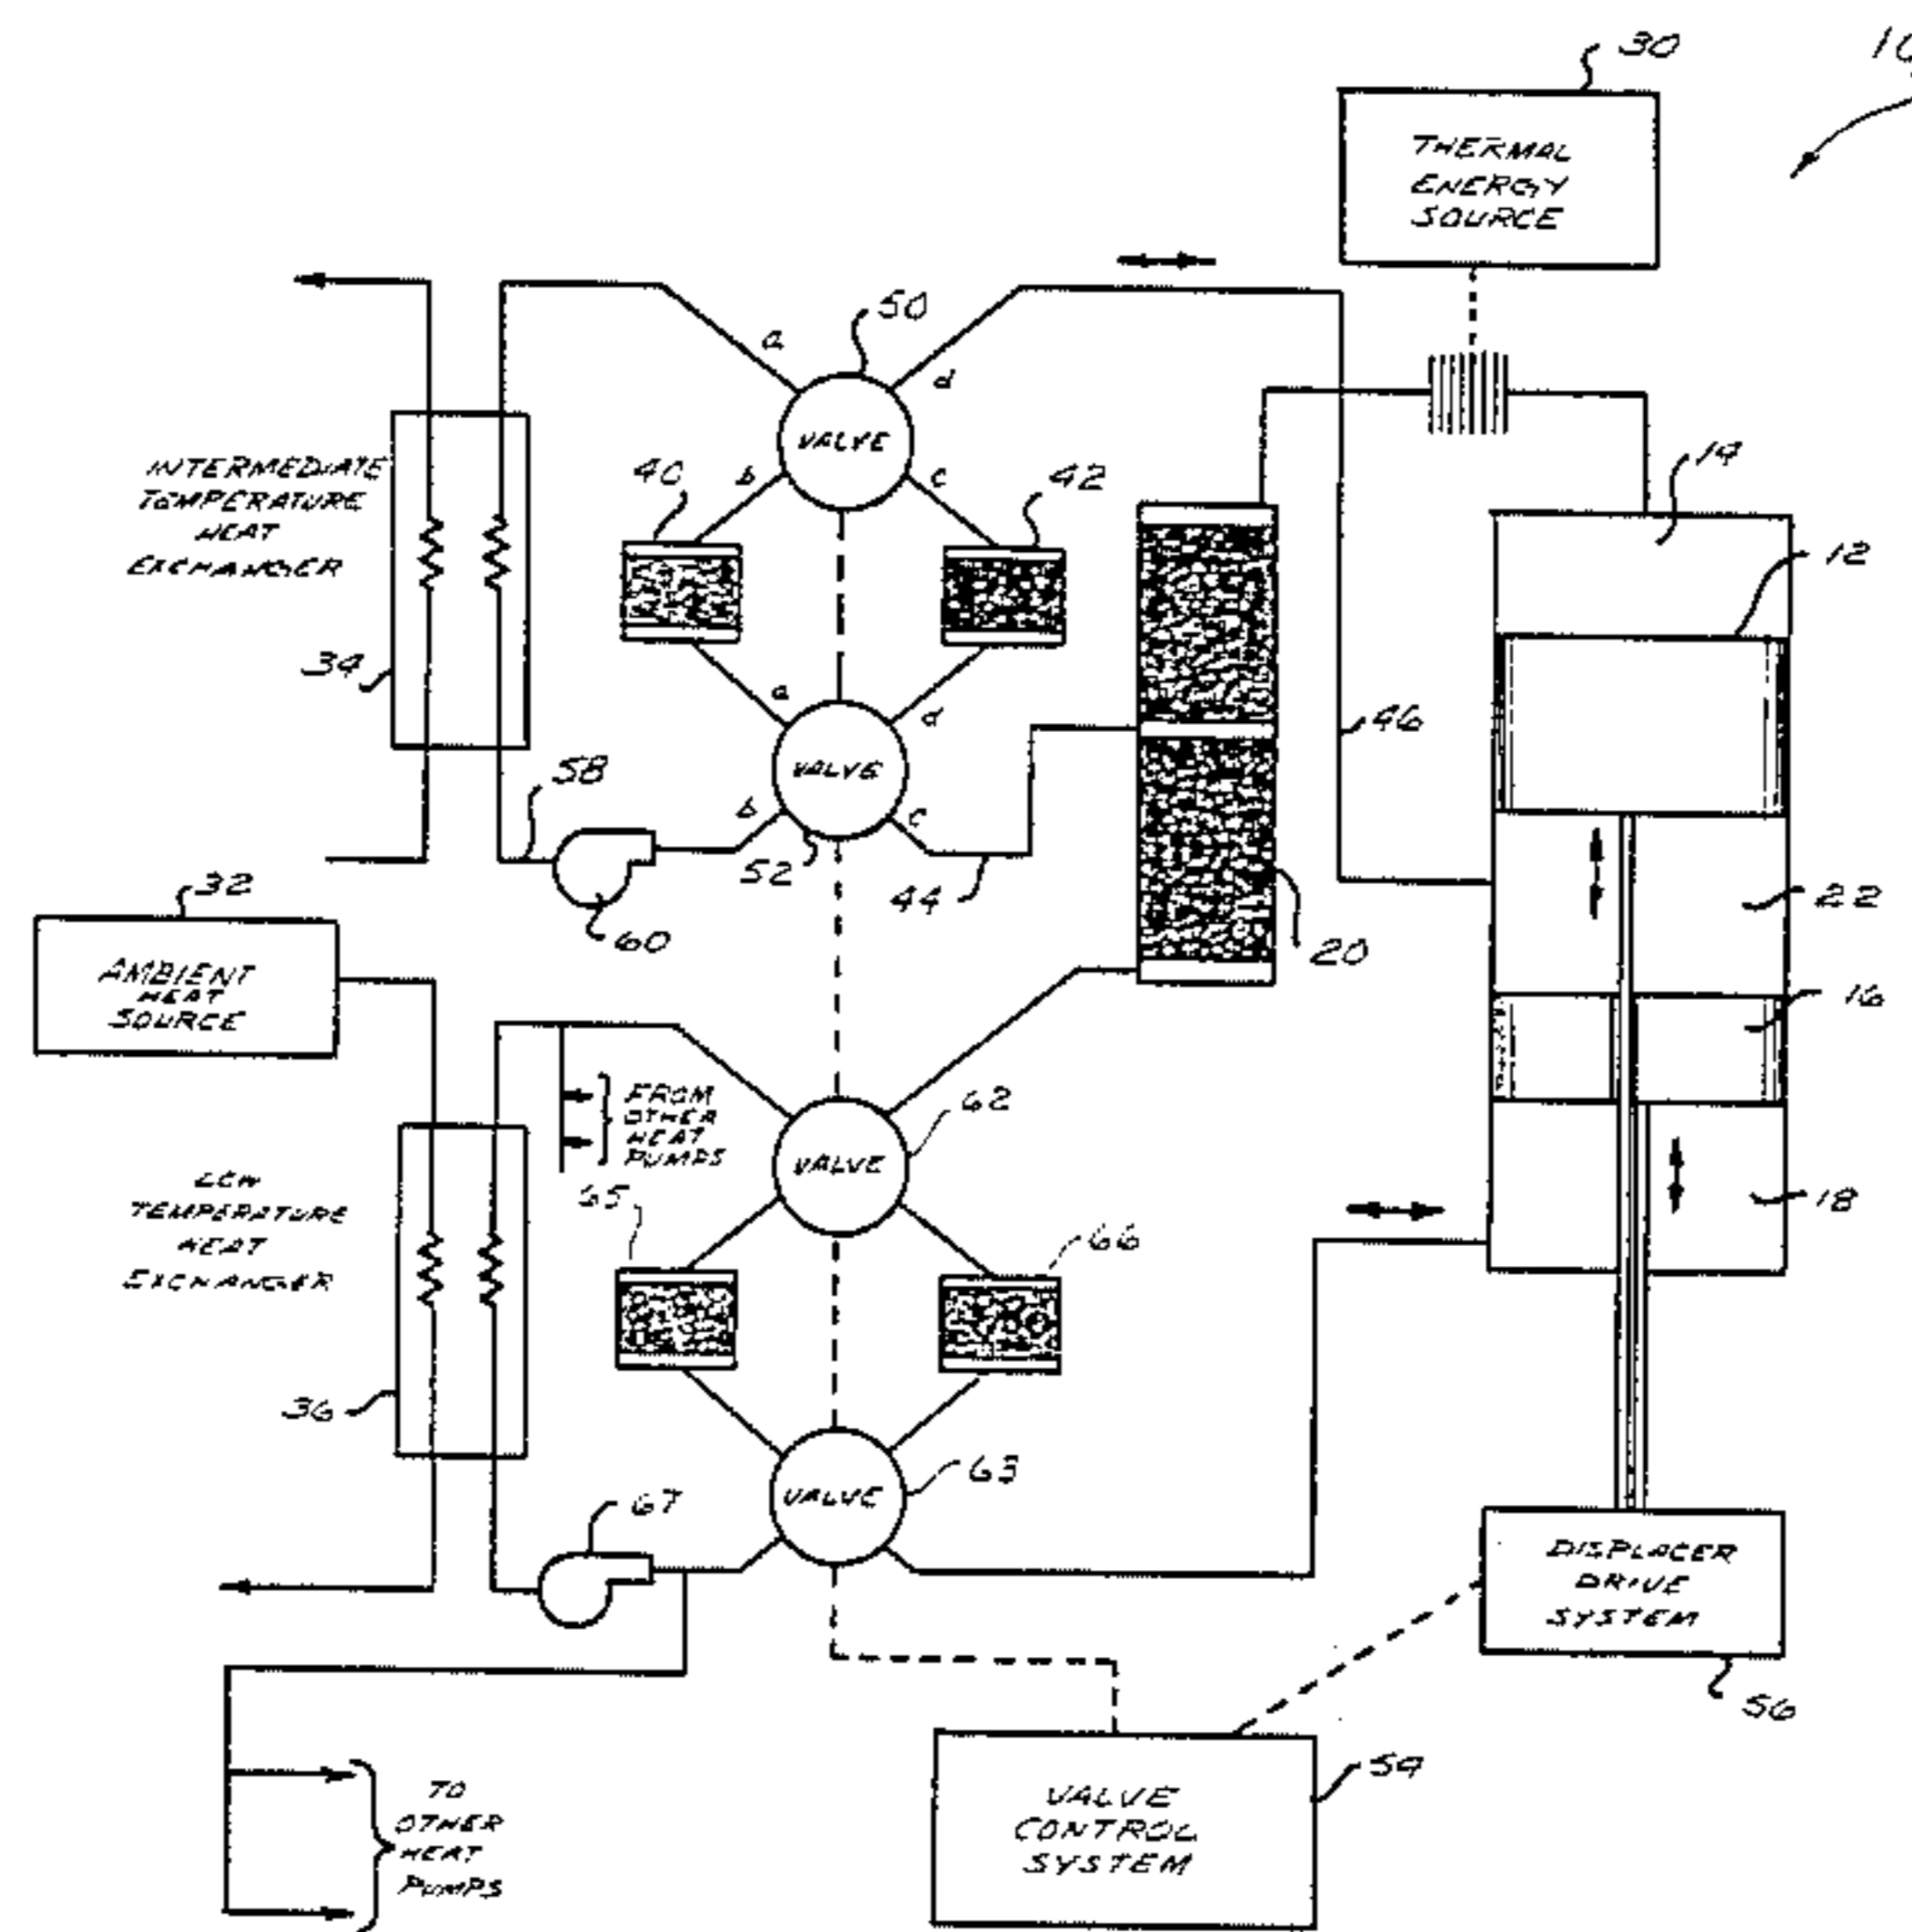 30
10
THERMAL
ENERGY
SOURCE
50
a
d
VALVE
14
INTERMEDIATE
TEMPERATURE
HEAT
EXCHANGER
40
b
c
42
12
34
a
d
46
VALVE
58
b
c
52
44
32
60
20
22
AMBIENT
HEAT
SOURCE
16
FROM
OTHER
HEAT
PUMPS
62
VALVE
LOW
TEMPERATURE
HEAT
EXCHANGER
65
66
18
36
63
VALVE
67
DISPLACER
DRIVE
SYSTEM
56
54
TO
OTHER
HEAT
PUMPS
VALVE
CONTROL
SYSTEM